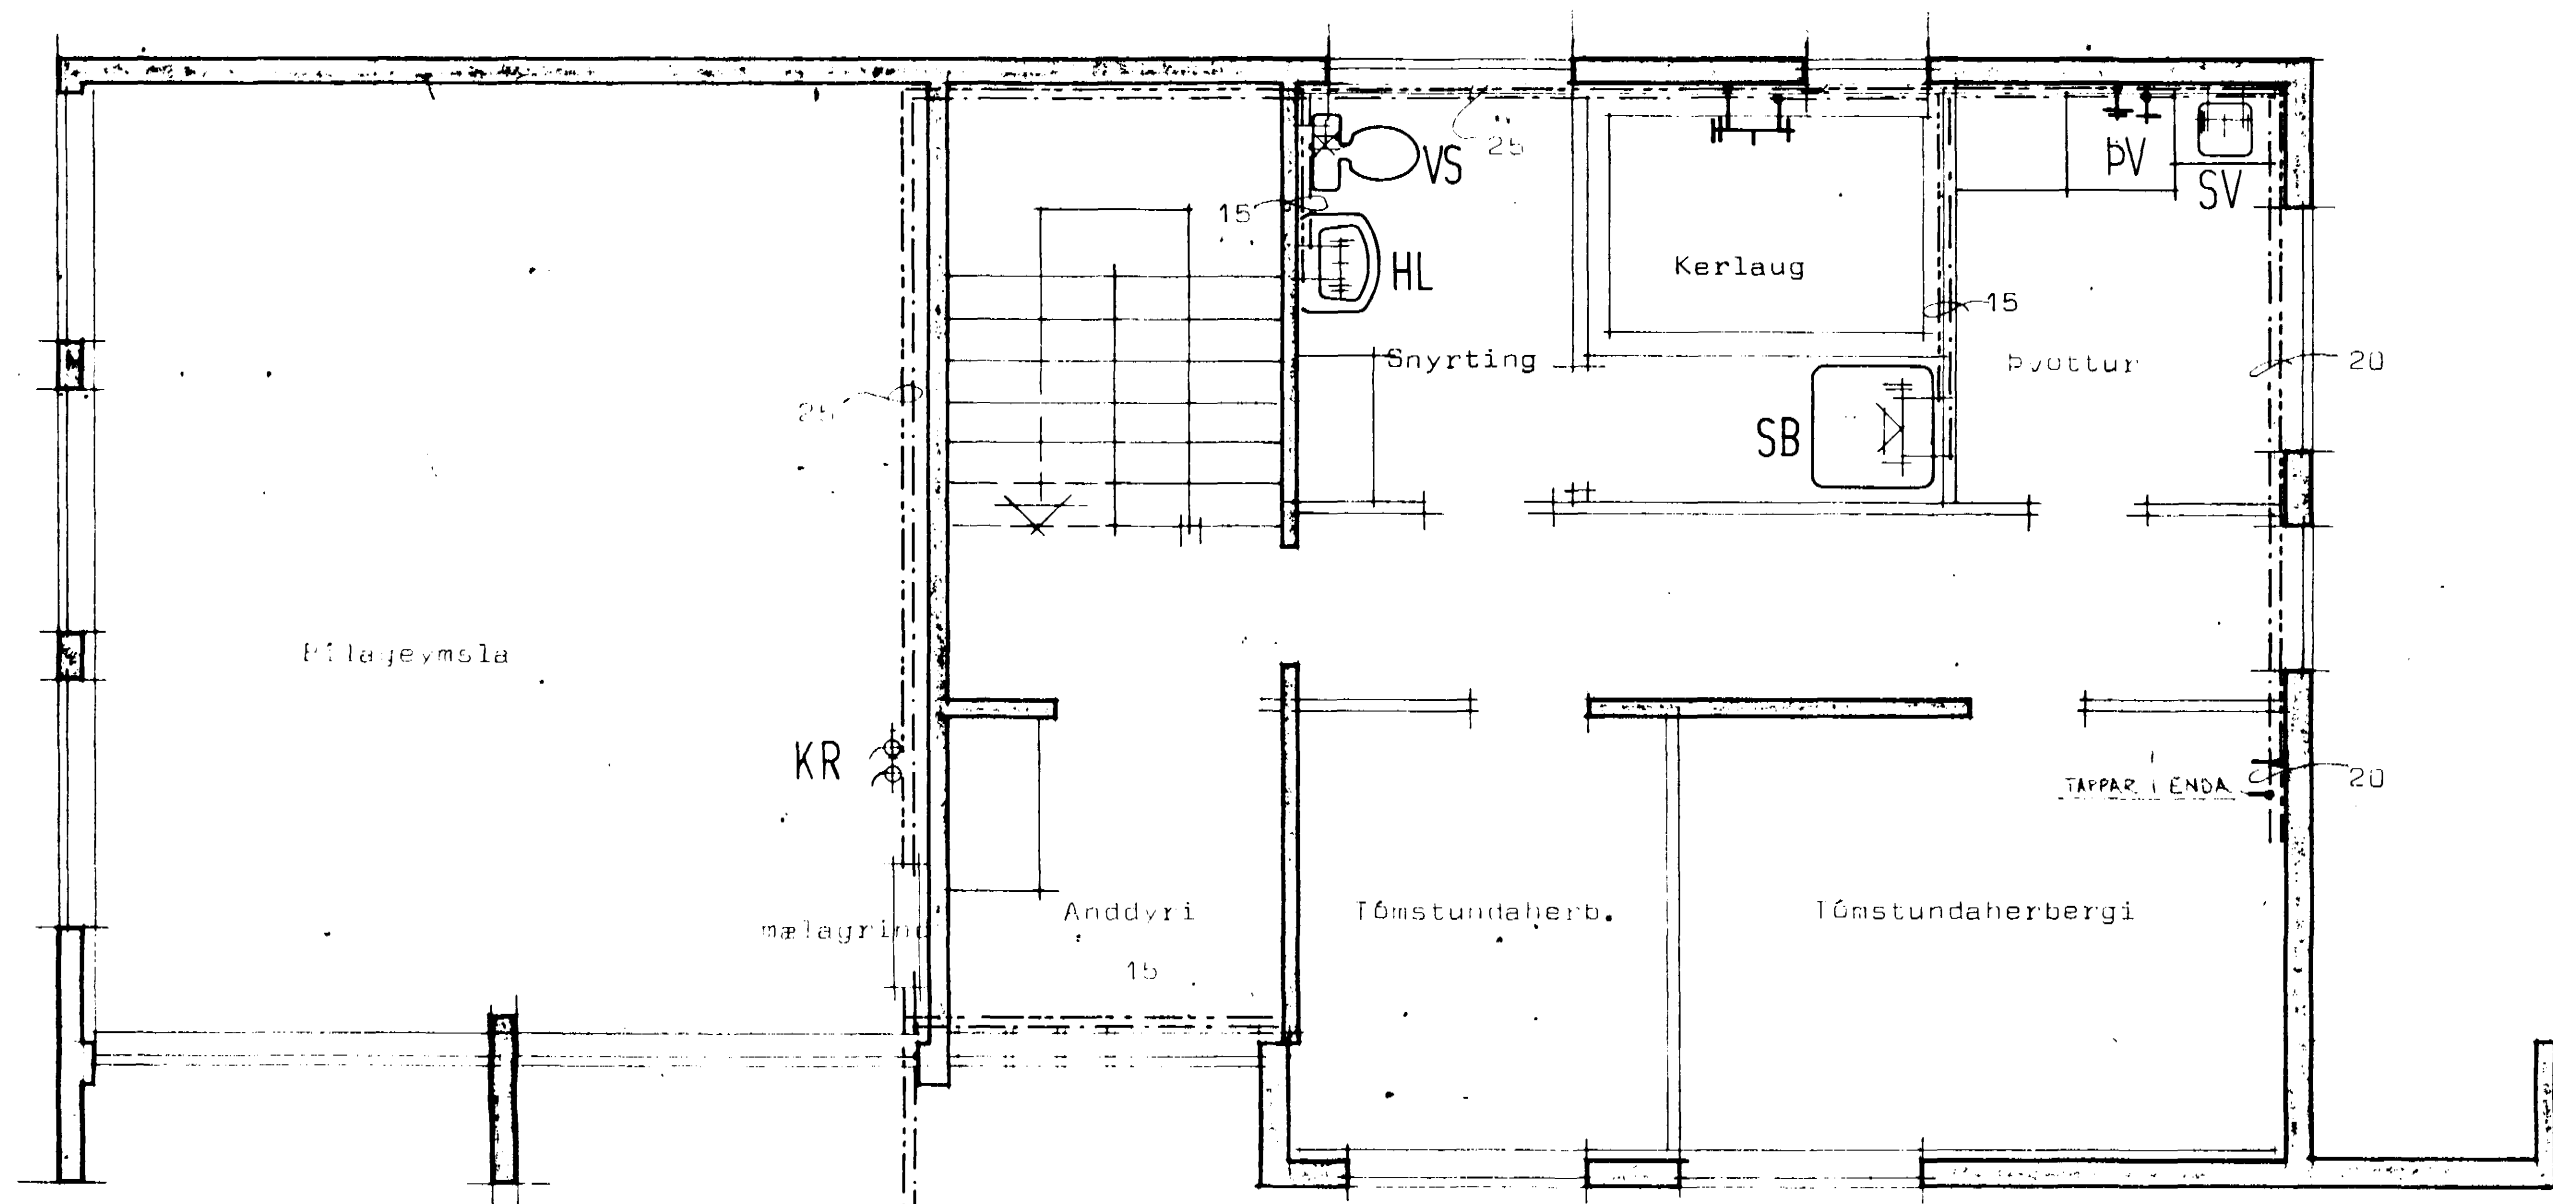 25
VS
ÞV
SV
15
HL
Kerlaug
15
Snyrting
Þvottur
20
25
SB
Bílageymsla
KR
TAPPAR Í ENDA
20
mælagrind
Anddyri
Tómstundaherb.
Tómstundaherbergi
15